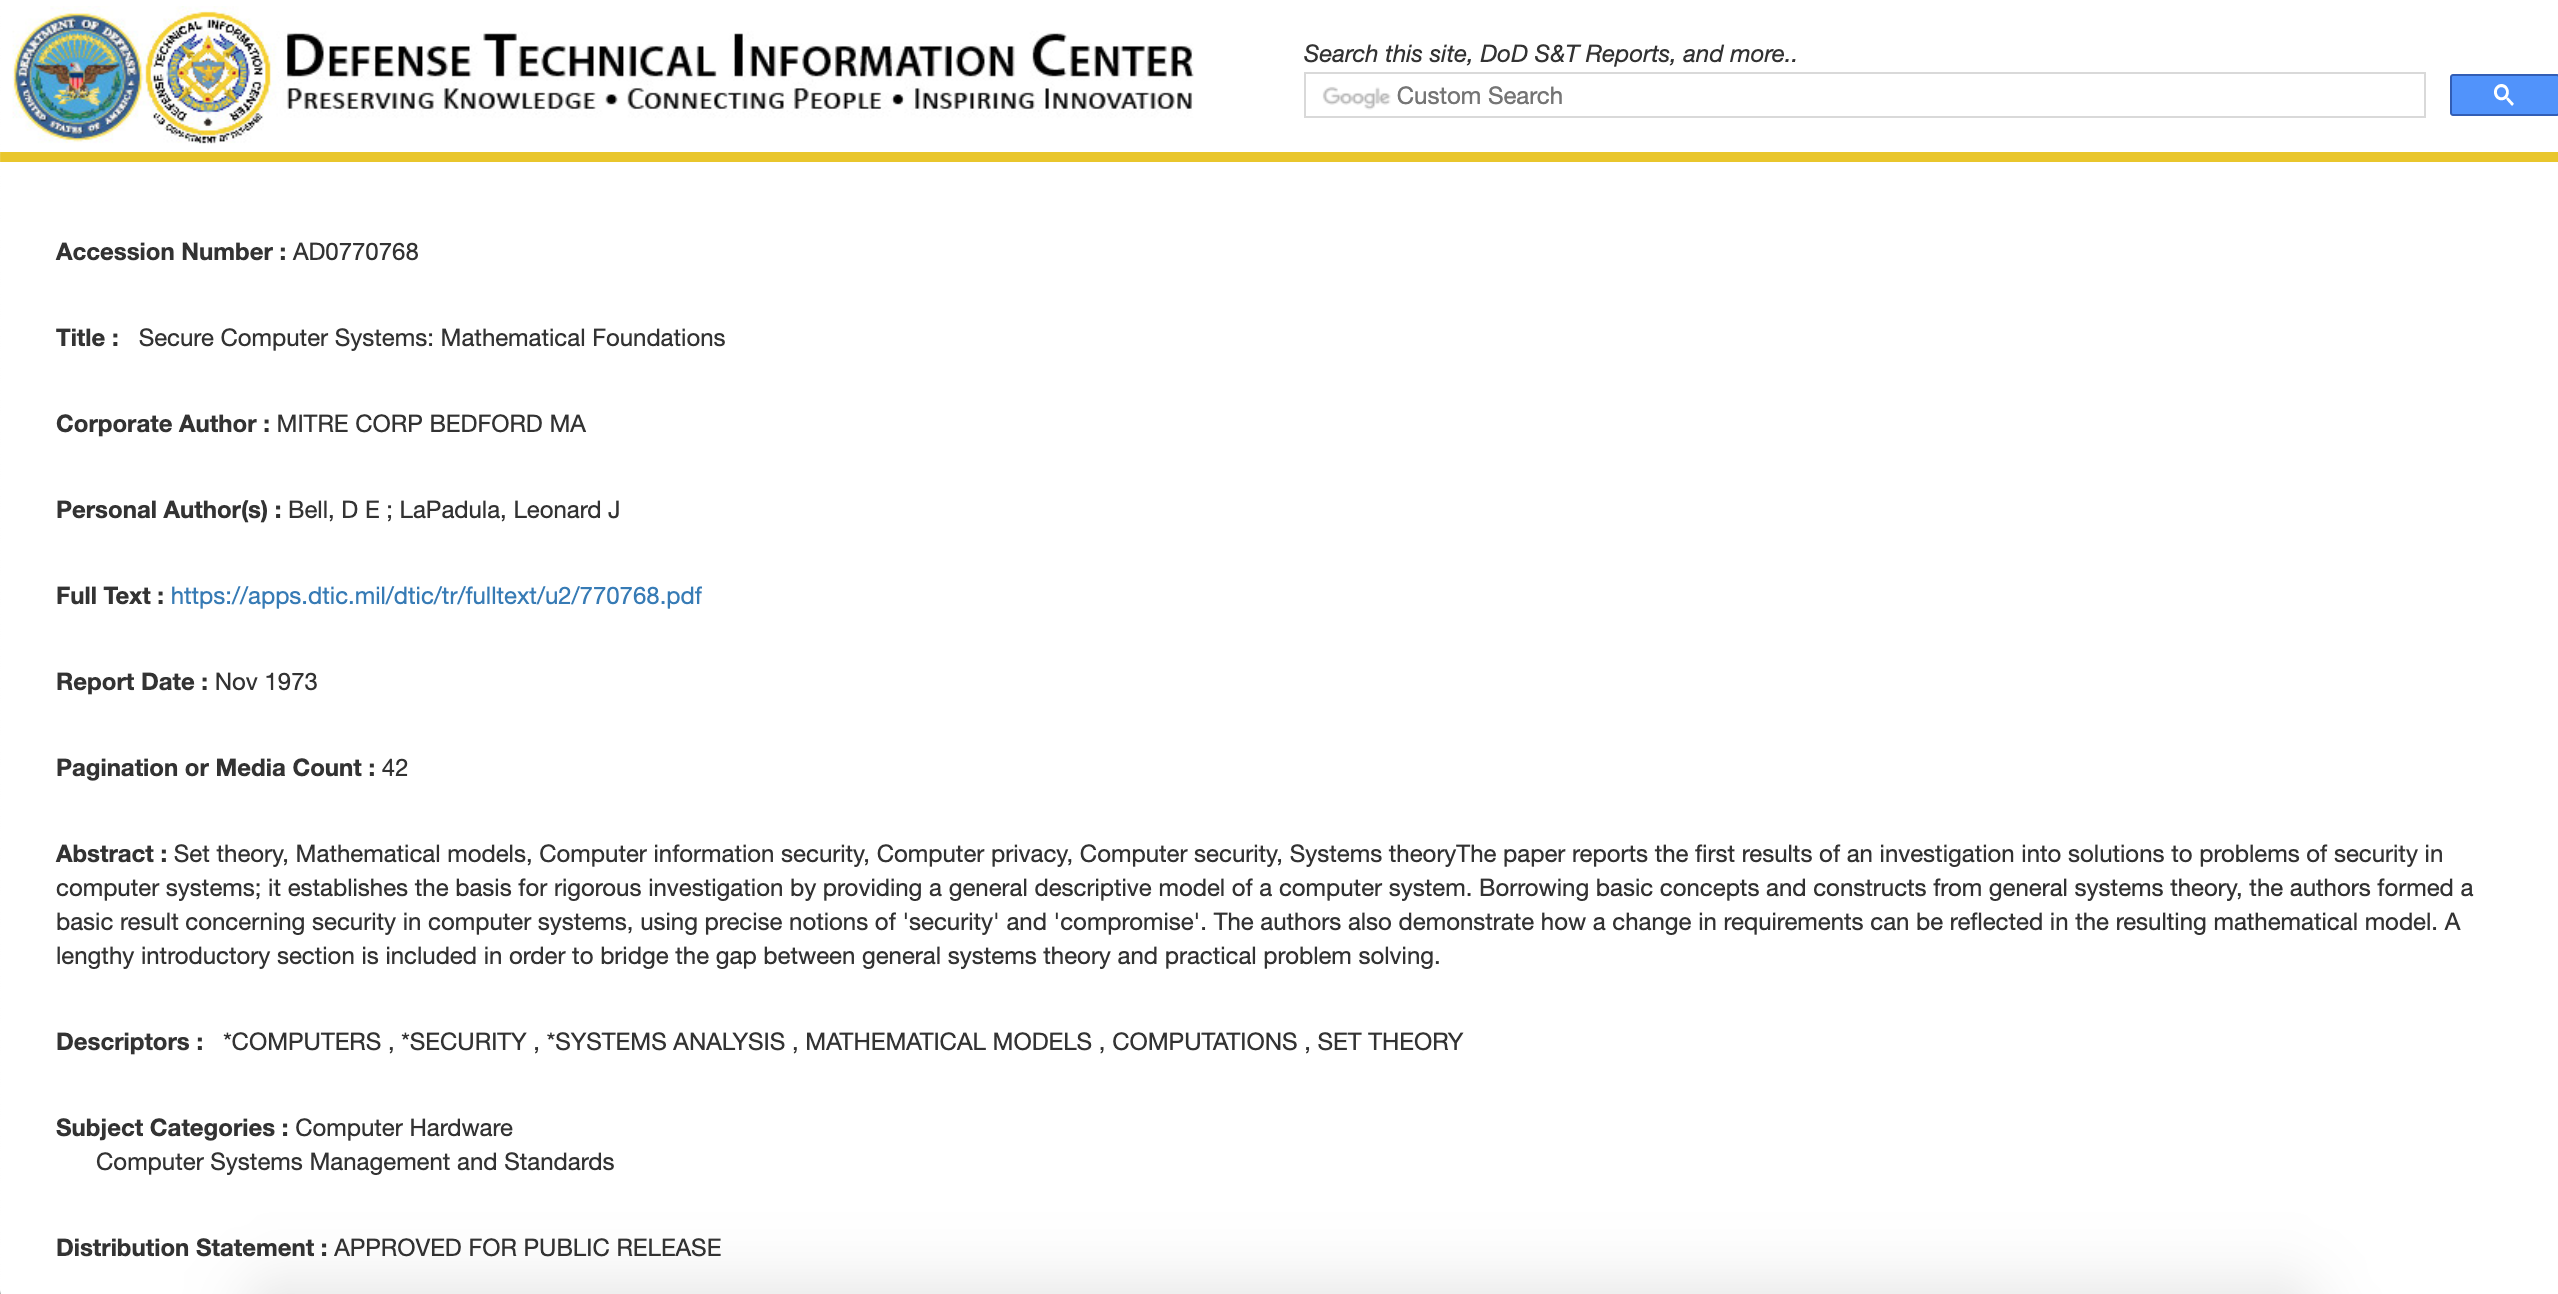 DEPARTMENT OF DEFENSE
UNITED STATES OF AMERICA
DEFENSE TECHNICAL INFORMATION CENTER
DEFENSE TECHNICAL INFORMATION CENTER
PRESERVING KNOWLEDGE • CONNECTING PEOPLE • INSPIRING INNOVATION
Search this site, DoD S&T Reports, and more..
Google Custom Search
Accession Number : AD0770768
Title : Secure Computer Systems: Mathematical Foundations
Corporate Author : MITRE CORP BEDFORD MA
Personal Author(s) : Bell, D E ; LaPadula, Leonard J
Full Text : https://apps.dtic.mil/dtic/tr/fulltext/u2/770768.pdf
Report Date : Nov 1973
Pagination or Media Count : 42
Abstract : Set theory, Mathematical models, Computer information security, Computer privacy, Computer security, Systems theoryThe paper reports the first results of an investigation into solutions to problems of security in
computer systems; it establishes the basis for rigorous investigation by providing a general descriptive model of a computer system. Borrowing basic concepts and constructs from general systems theory, the authors formed a
basic result concerning security in computer systems, using precise notions of 'security' and 'compromise'. The authors also demonstrate how a change in requirements can be reflected in the resulting mathematical model. A
lengthy introductory section is included in order to bridge the gap between general systems theory and practical problem solving.
Descriptors : *COMPUTERS , *SECURITY , *SYSTEMS ANALYSIS , MATHEMATICAL MODELS , COMPUTATIONS , SET THEORY
Subject Categories : Computer Hardware
Computer Systems Management and Standards
Distribution Statement : APPROVED FOR PUBLIC RELEASE